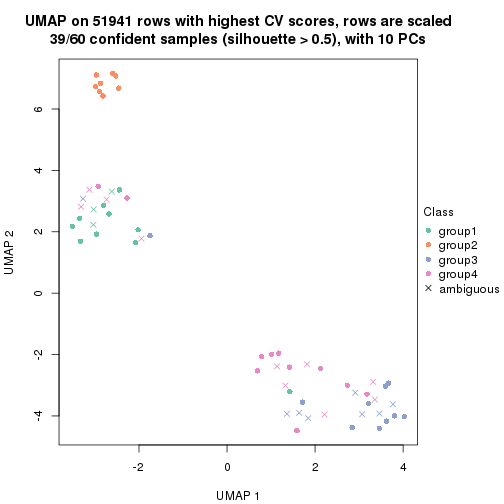 UMAP on 51941 rows with highest CV scores, rows are scaled
39/60 confident samples (silhouette > 0.5), with 10 PCs
6
4
2
0
-2
-4
UMAP 2
-2
0
2
4
UMAP 1
Class
group1
group2
group3
group4
ambiguous